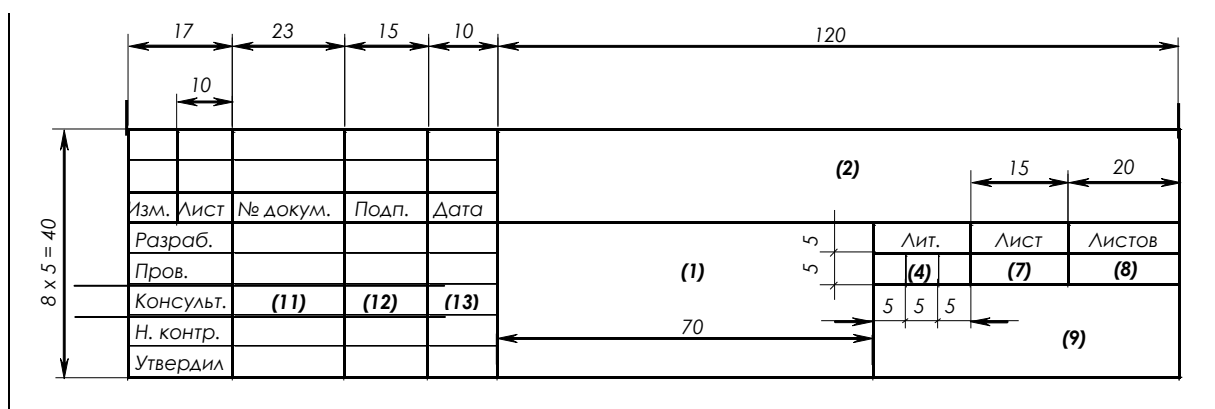 17 23 15 10 120
10
(2) 15 20
Изм. Лист № докум. Подп. Дата
Разраб. 5 Лит. Лист Листов
Пров. (1) 5 (4) (7) (8)
Консульт. (11) (12) (13) 5 5 5
Н. контр. 70 (9)
Утвердил
8 x 5 = 40